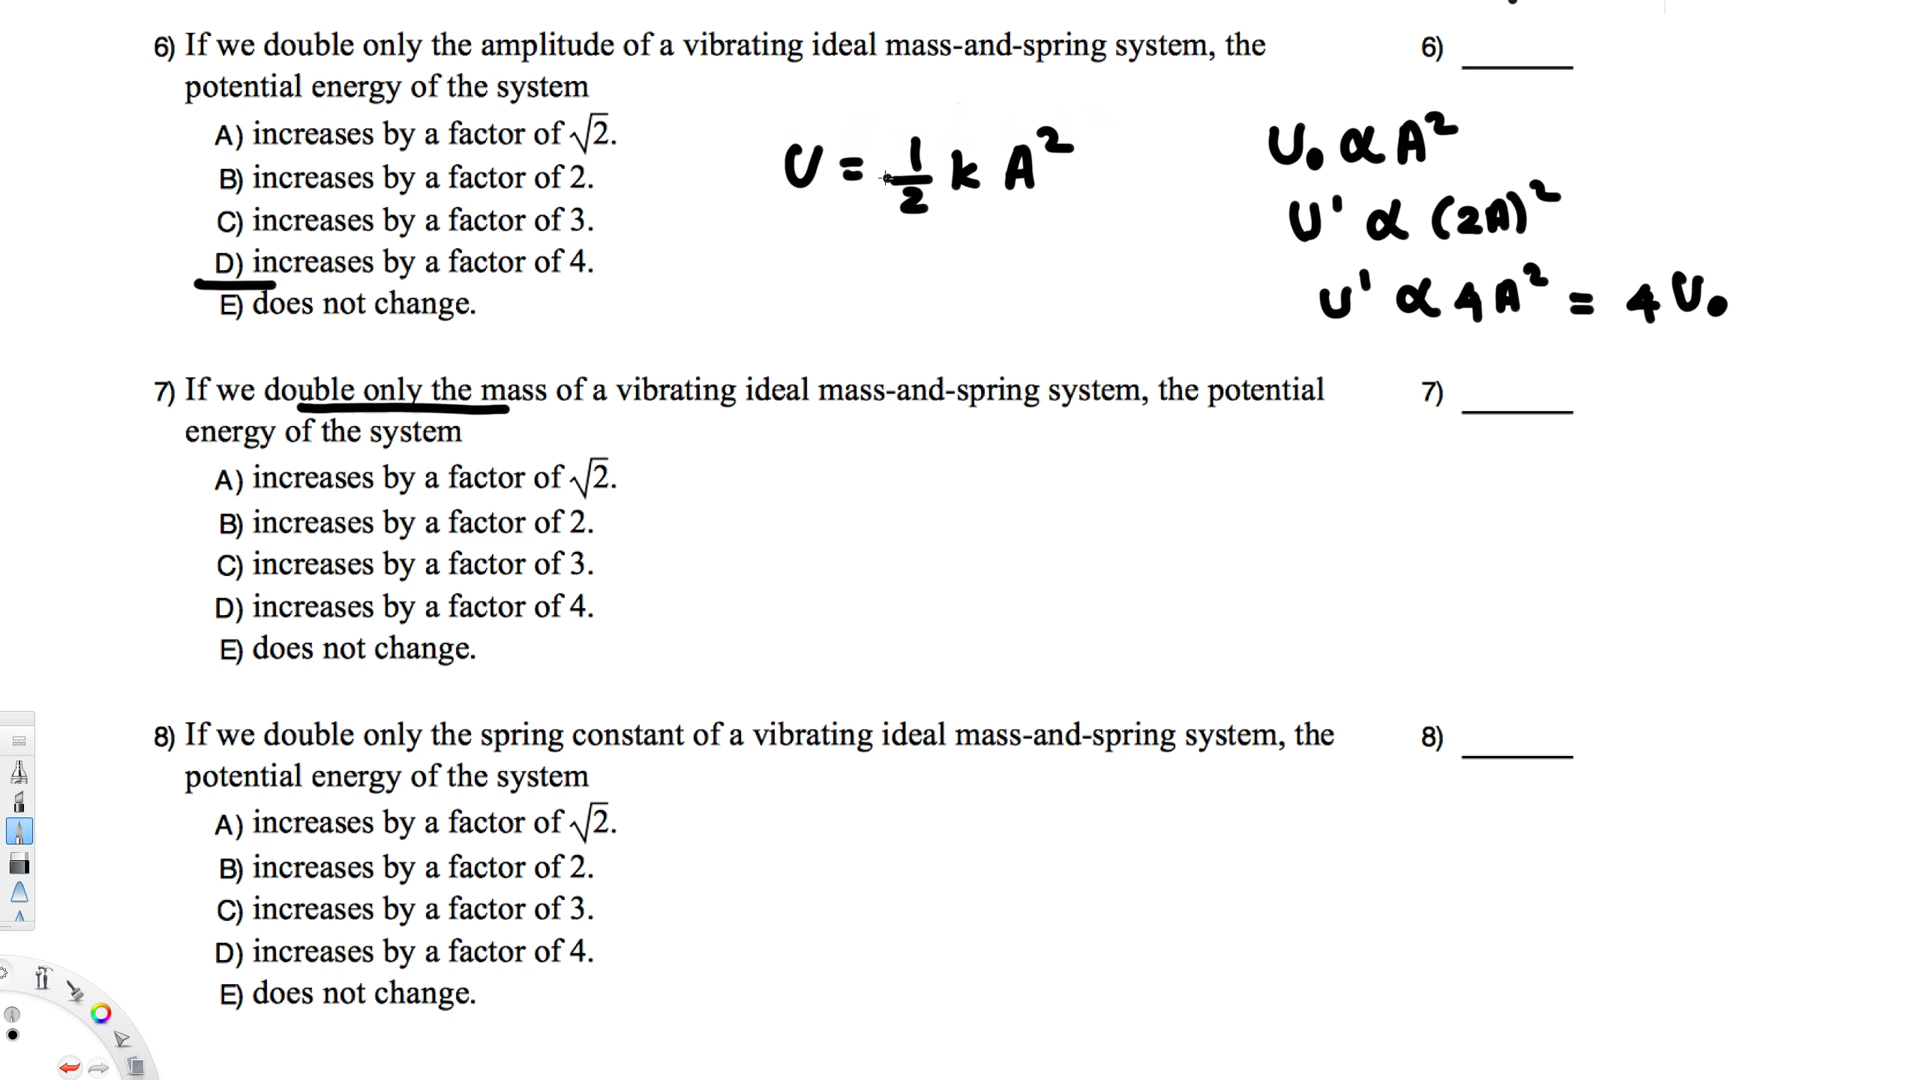 6) If we double only the amplitude of a vibrating ideal mass-and-spring system, the
potential energy of the system
A) increases by a factor of √2.
B) increases by a factor of 2.
C) increases by a factor of 3.
D) increases by a factor of 4.
E) does not change.
6)
U = 1/2 k A²
U₀ ∝ A²
U' ∝ (2A)²
U' ∝ 4A² = 4U₀
7) If we double only the mass of a vibrating ideal mass-and-spring system, the potential
energy of the system
A) increases by a factor of √2.
B) increases by a factor of 2.
C) increases by a factor of 3.
D) increases by a factor of 4.
E) does not change.
7)
8) If we double only the spring constant of a vibrating ideal mass-and-spring system, the
potential energy of the system
A) increases by a factor of √2.
B) increases by a factor of 2.
C) increases by a factor of 3.
D) increases by a factor of 4.
E) does not change.
8)